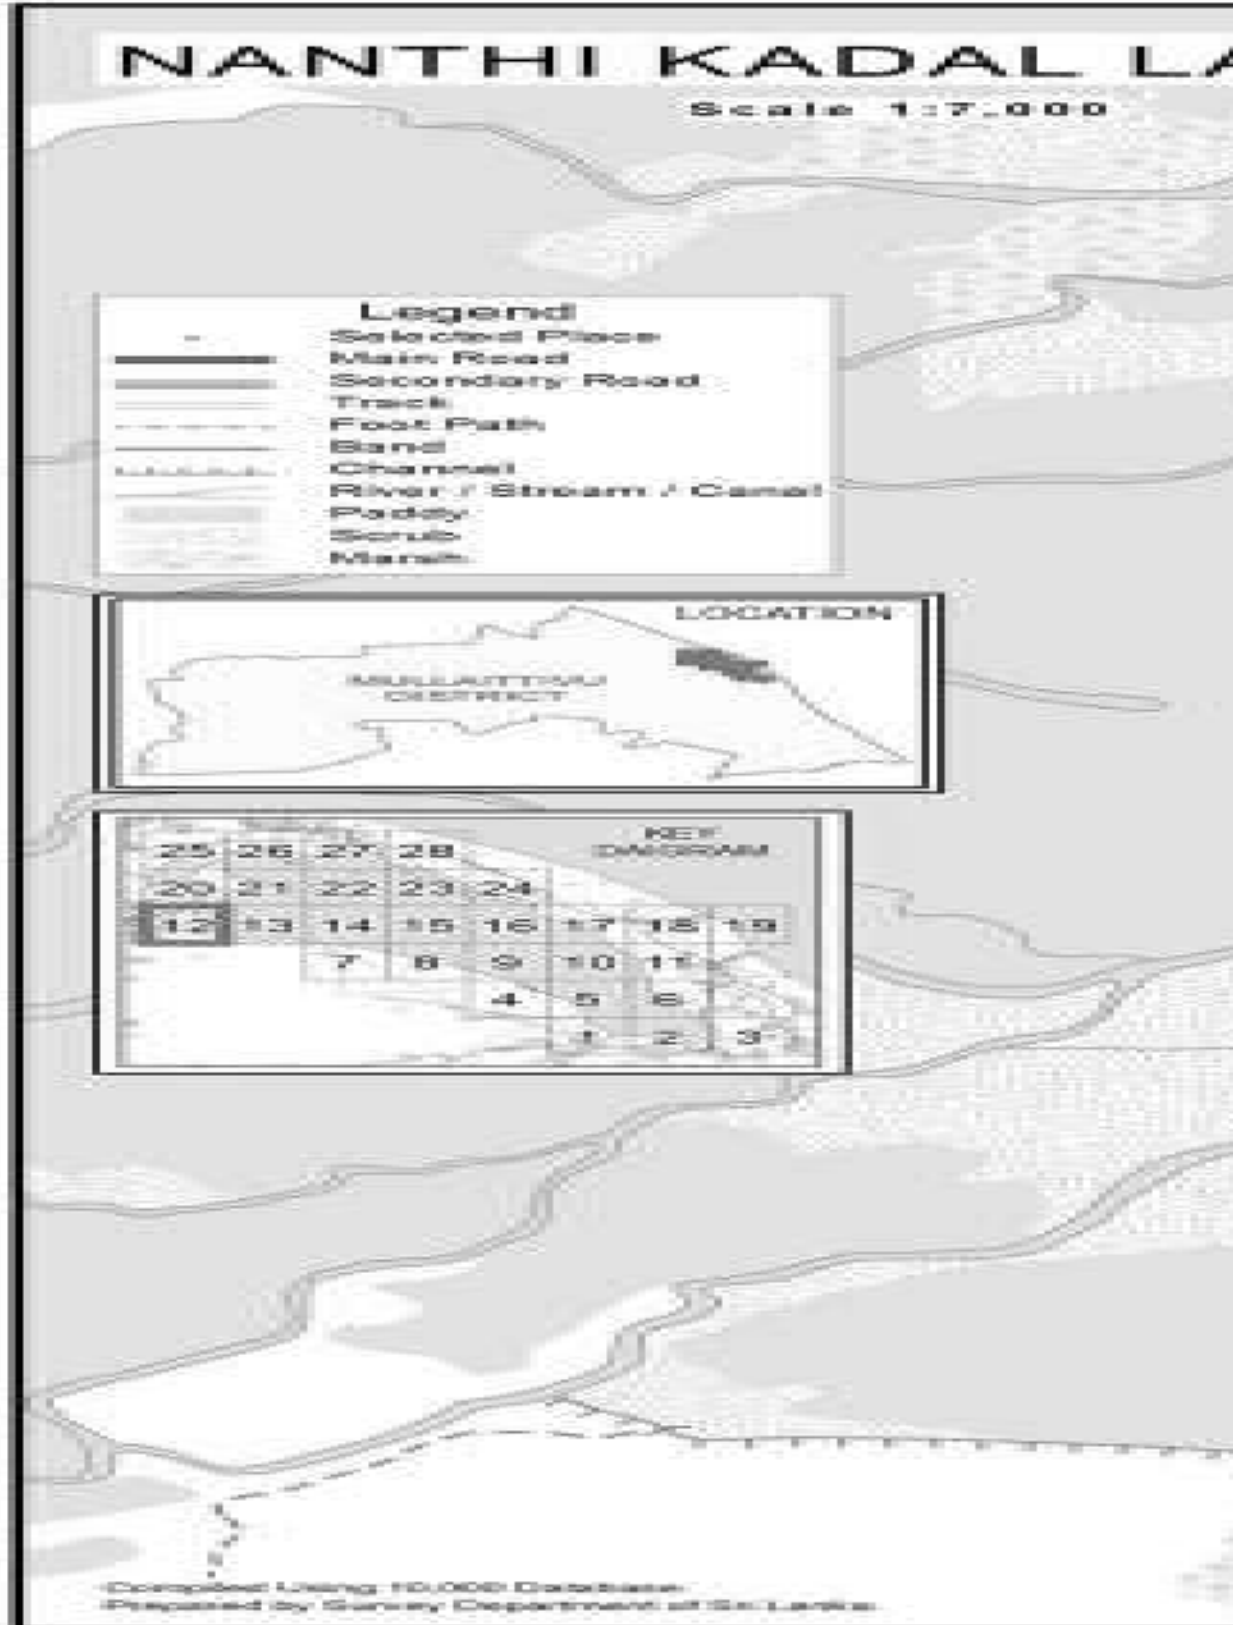 NANTHI KADAL LA
Scale 1:7,000
Legend
Selected Place
Main Road
Secondary Road
Track
Foot Path
Bund
Channel
River / Stream / Canal
Paddy
Scrub
Marsh
LOCATION
MULLAITIVU
DISTRICT
KEY
DIAGRAM
25 26 27 28
20 21 22 23 24
12 13 14 15 16 17 18 19
7 8 9 10 11
4 5 6
1 2 3
Compiled Using 10,000 Database
Prepared by Survey Department of Sri Lanka